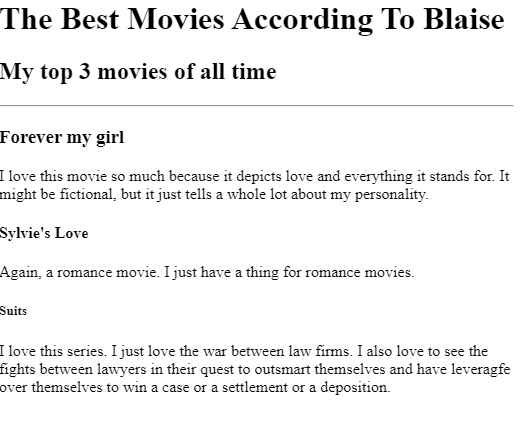 The Best Movies According To Blaise
My top 3 movies of all time
Forever my girl
I love this movie so much because it depicts love and everything it stands for. It
might be fictional, but it just tells a whole lot about my personality.
Sylvie's Love
Again, a romance movie. I just have a thing for romance movies.
Suits
I love this series. I just love the war between law firms. I also love to see the
fights between lawyers in their quest to outsmart themselves and have leveragfe
over themselves to win a case or a settlement or a deposition.